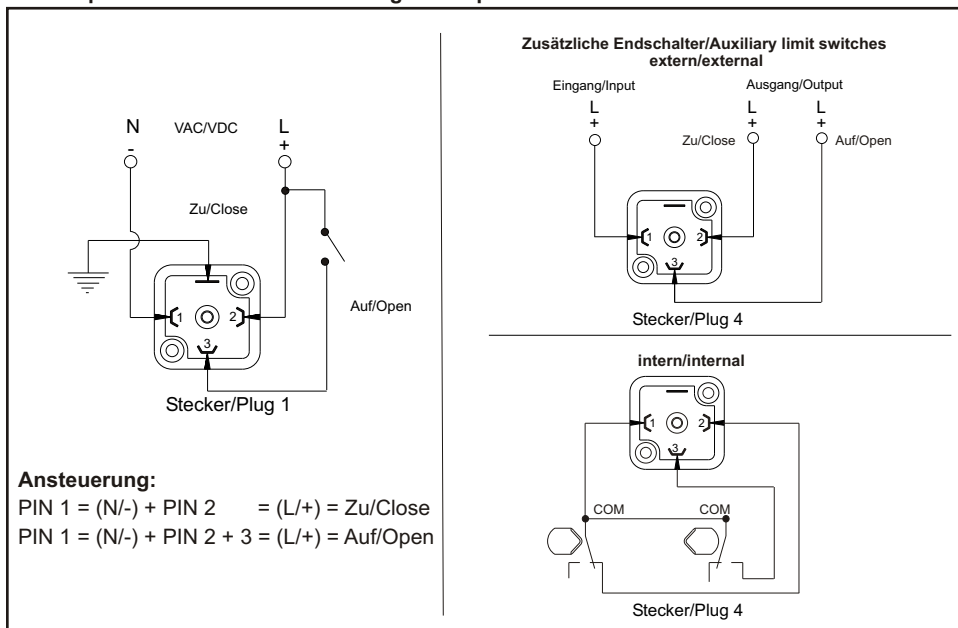 N VAC/VDC L
- +
Zu/Close
Auf/Open
1 2
3
Stecker/Plug 1
Ansteuerung:
PIN 1 = (N/-) + PIN 2 = (L/+) = Zu/Close
PIN 1 = (N/-) + PIN 2 + 3 = (L/+) = Auf/Open
Zusätzliche Endschalter/Auxiliary limit switches
extern/external
Eingang/Input Ausgang/Output
L L L
+ + +
Zu/Close Auf/Open
1 2
3
Stecker/Plug 4
intern/internal
1 2
3
COM COM
Stecker/Plug 4